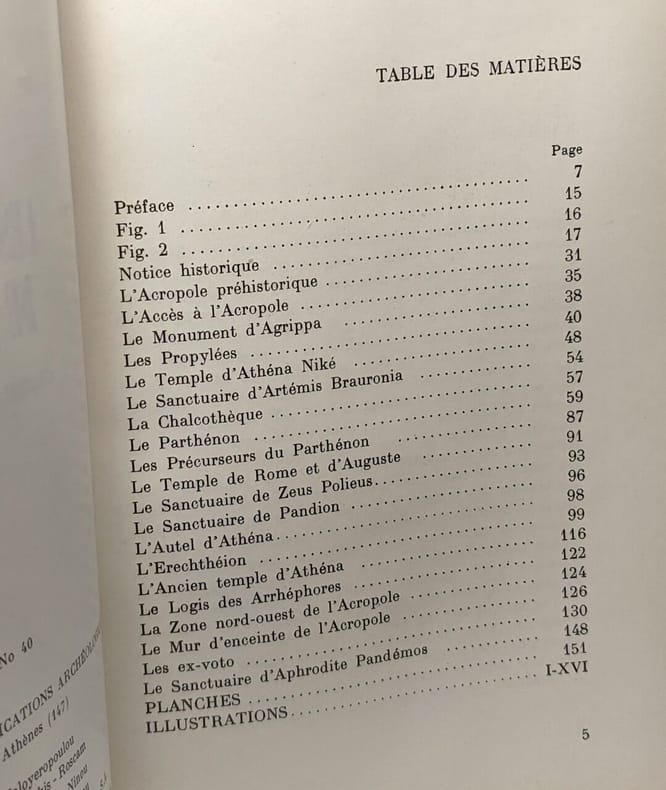 No 40
Athènes (147)
Roscam
Ninou
TABLE DES MATIÈRES
Page
Préface .......... 7
Fig. 1 .......... 15
Fig. 2 .......... 16
Notice historique .......... 17
L'Acropole préhistorique .......... 31
L'Accès à l'Acropole .......... 35
Le Monument d'Agrippa .......... 38
Les Propylées .......... 40
Le Temple d'Athéna Niké .......... 48
Le Sanctuaire d'Artémis Brauronia .......... 54
La Chalcothèque .......... 57
Le Parthénon .......... 59
Les Précurseurs du Parthénon .......... 87
Le Temple de Rome et d'Auguste .......... 91
Le Sanctuaire de Zeus Polieus .......... 93
Le Sanctuaire de Pandion .......... 96
L'Autel d'Athéna .......... 98
L'Erechthéion .......... 99
L'Ancien temple d'Athéna .......... 116
Le Logis des Arrhéphores .......... 122
La Zone nord-ouest de l'Acropole .......... 124
Le Mur d'enceinte de l'Acropole .......... 126
Les ex-voto .......... 130
Le Sanctuaire d'Aphrodite Pandémos .......... 148
PLANCHES .......... 151
ILLUSTRATIONS .......... I-XVI
5